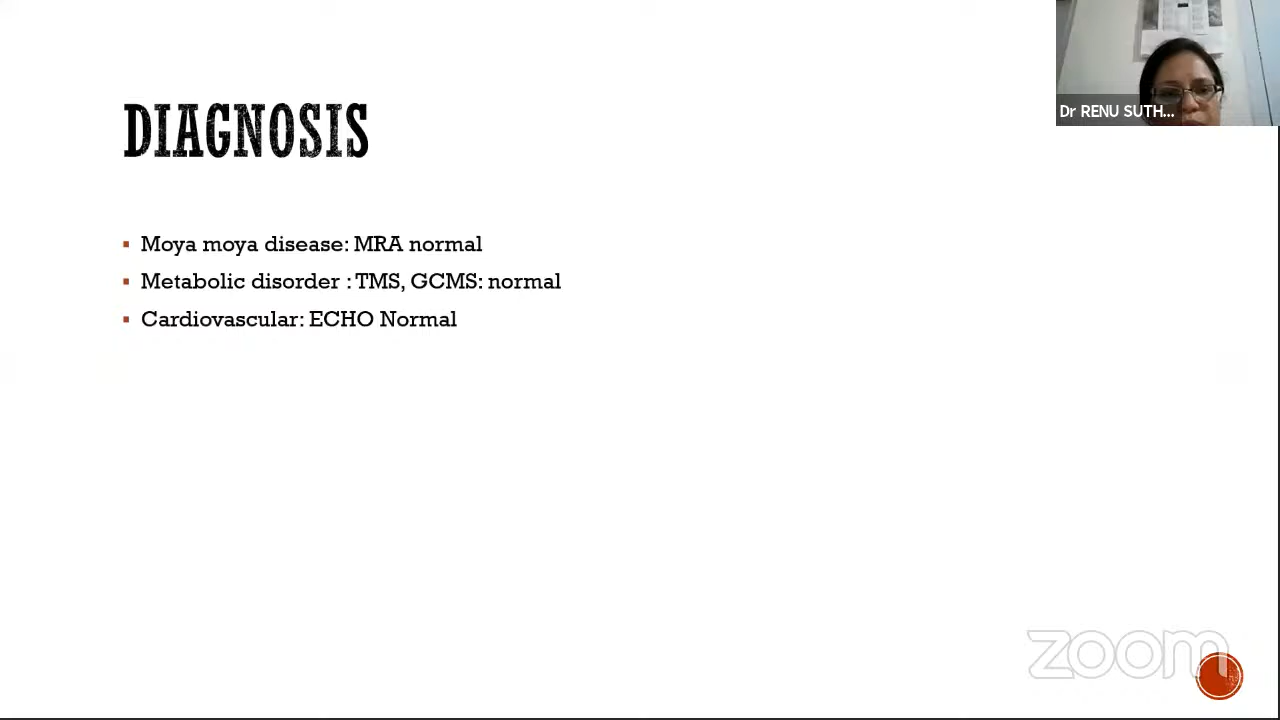 Dr RENU SUTH...
DIAGNOSIS
Moya moya disease: MRA normal
Metabolic disorder : TMS, GCMS: normal
Cardiovascular: ECHO Normal
zoom